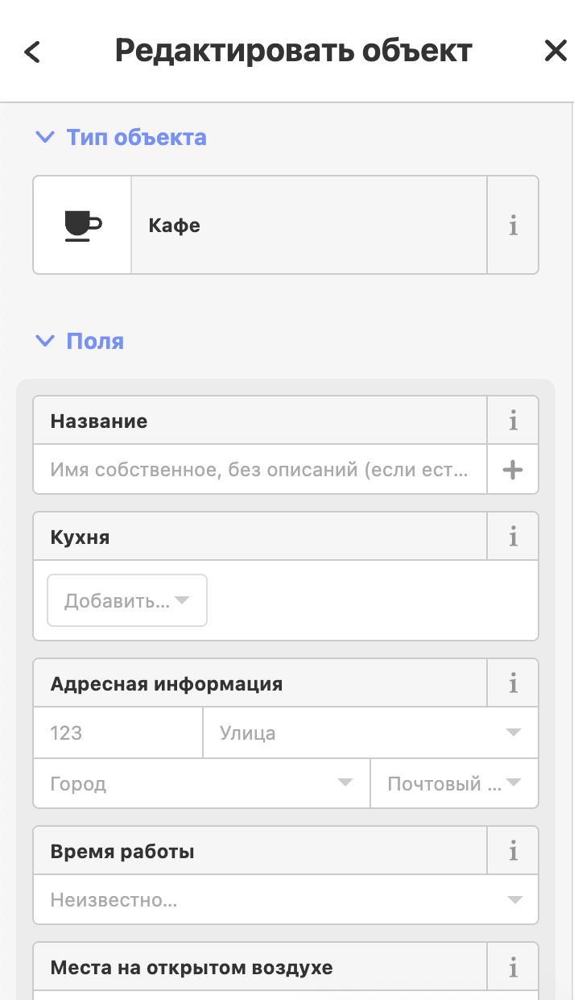 Редактировать объект
Тип объекта
Кафе
i
Поля
Название
i
Имя собственное, без описаний (если ест...
Кухня
i
Добавить...
Адресная информация
i
123 Улица
Город Почтовый ...
Время работы
i
Неизвестно...
Места на открытом воздухе
i